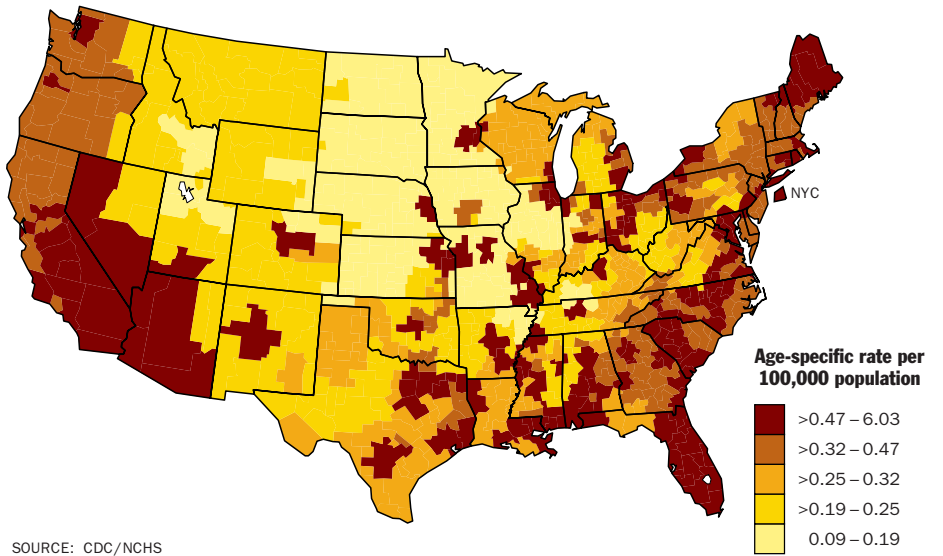 NYC
Age-specific rate per
100,000 population
>0.47 – 6.03
>0.32 – 0.47
>0.25 – 0.32
>0.19 – 0.25
0.09 – 0.19
SOURCE: CDC/NCHS